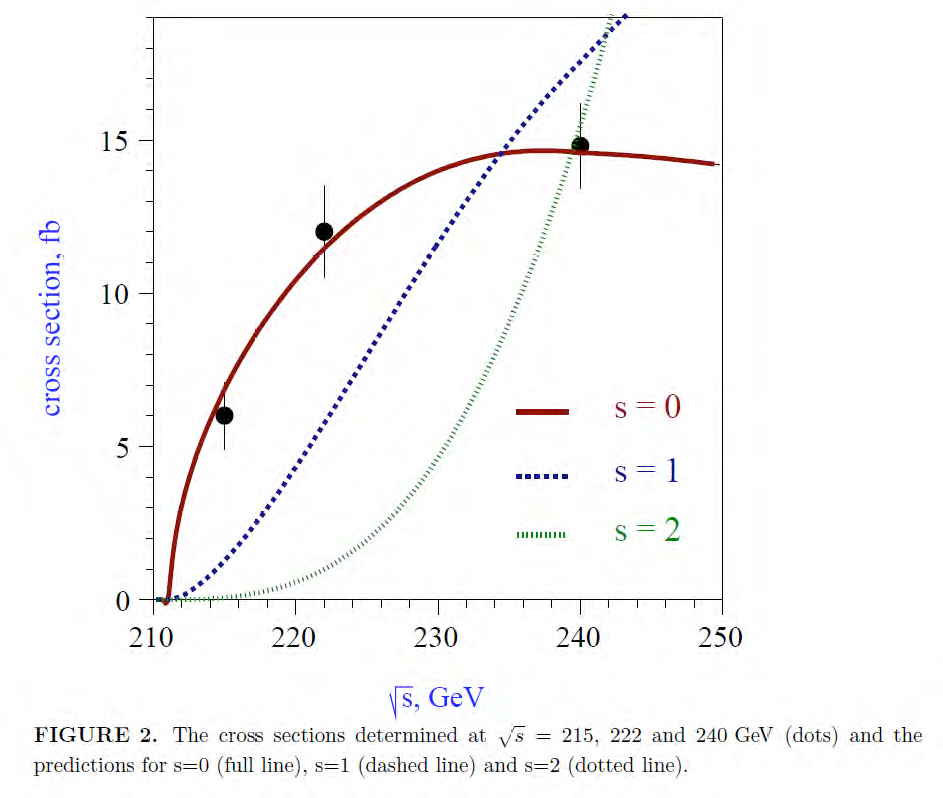 15
10
5
0
cross section, fb
s = 0
s = 1
s = 2
210 220 230 240 250
√s, GeV
FIGURE 2. The cross sections determined at √s = 215, 222 and 240 GeV (dots) and the
predictions for s=0 (full line), s=1 (dashed line) and s=2 (dotted line).